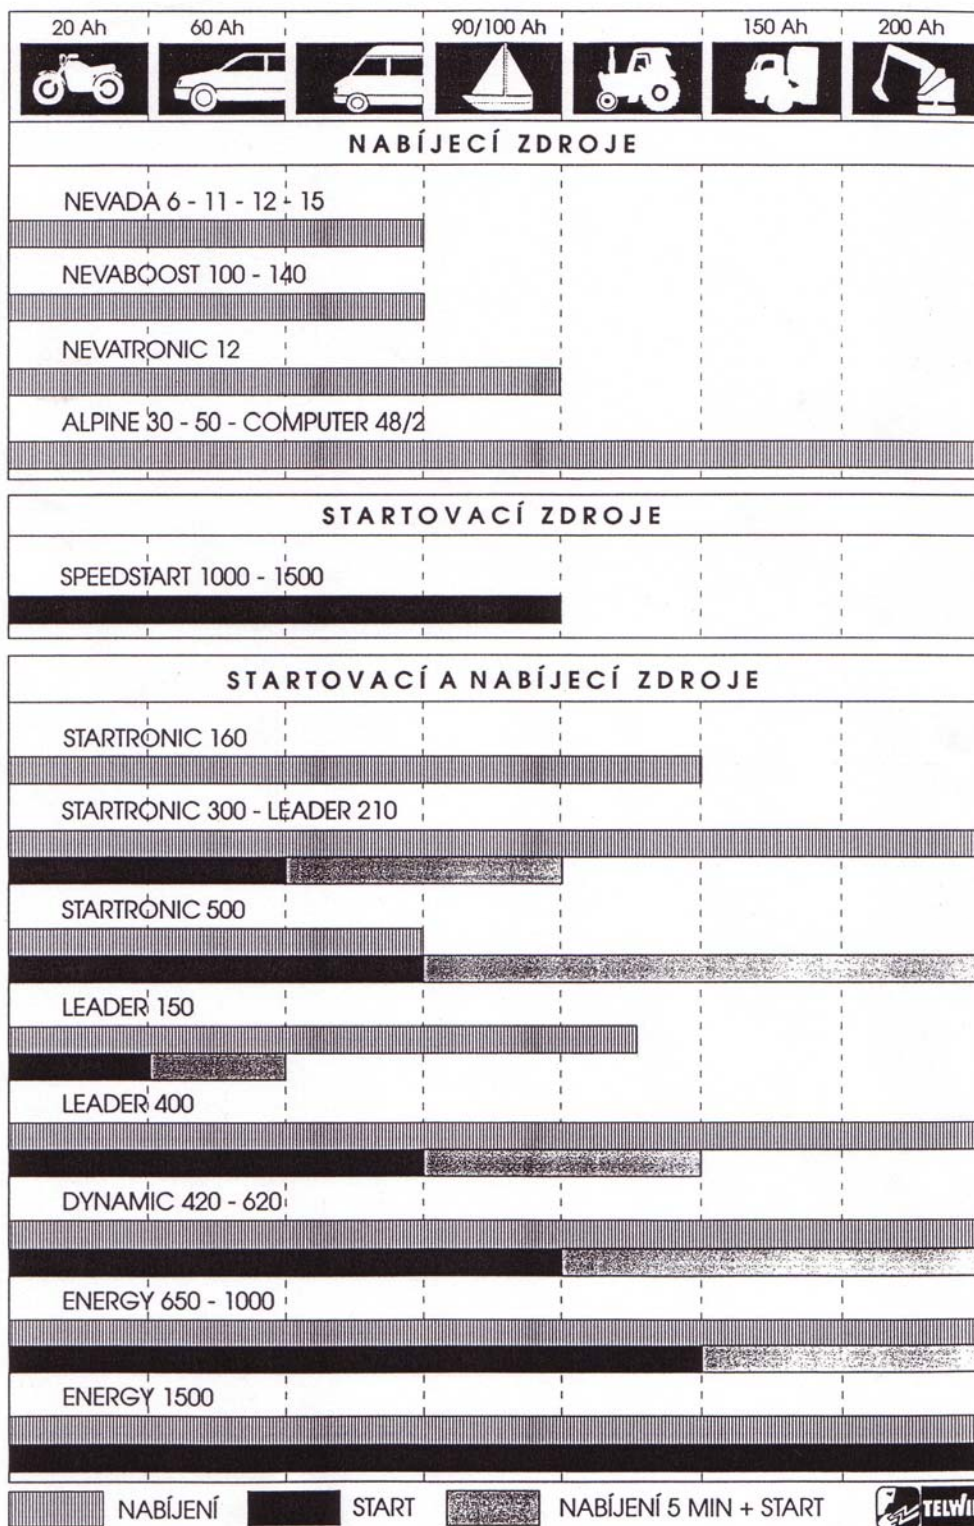 20 Ah 60 Ah 90/100 Ah 150 Ah 200 Ah
NABÍJECÍ ZDROJE
NEVADA 6 - 11 - 12 - 15
NEVABOOST 100 - 140
NEVATRONIC 12
ALPINE 30 - 50 - COMPUTER 48/2
STARTOVACÍ ZDROJE
SPEEDSTART 1000 - 1500
STARTOVACÍ A NABÍJECÍ ZDROJE
STARTRONIC 160
STARTRONIC 300 - LEADER 210
STARTRONIC 500
LEADER 150
LEADER 400
DYNAMIC 420 - 620
ENERGY 650 - 1000
ENERGY 1500
NABÍJENÍ START NABÍJENÍ 5 MIN + START